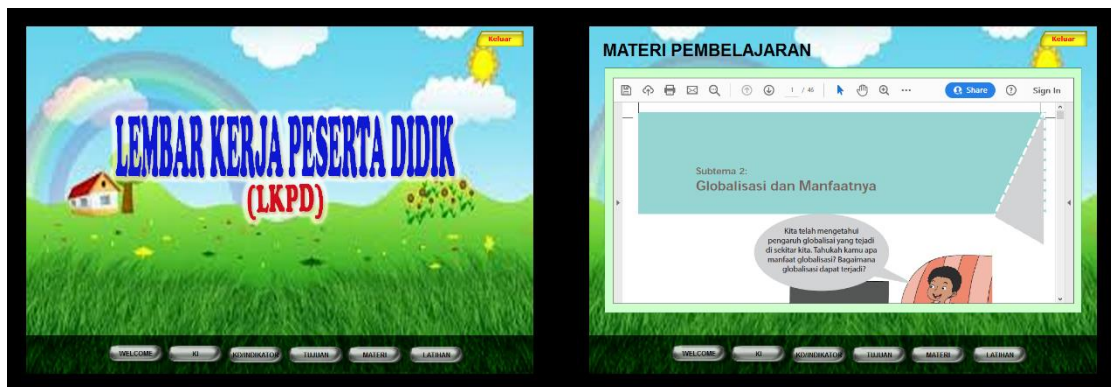 Keluar
LEMBAR KERJA PESERTA DIDIK
(LKPD)
WELCOME KI KD/INDIKATOR TUJUAN MATERI LATIHAN
Keluar
MATERI PEMBELAJARAN
1 / 46 Share Sign In
Subtema 2:
Globalisasi dan Manfaatnya
Kita telah mengetahui
pengaruh globalisai yang tejadi
di sekitar kita. Tahukah kamu apa
manfaat globalisasi? Bagaimana
globalisasi dapat terjadi?
WELCOME KI KD/INDIKATOR TUJUAN MATERI LATIHAN